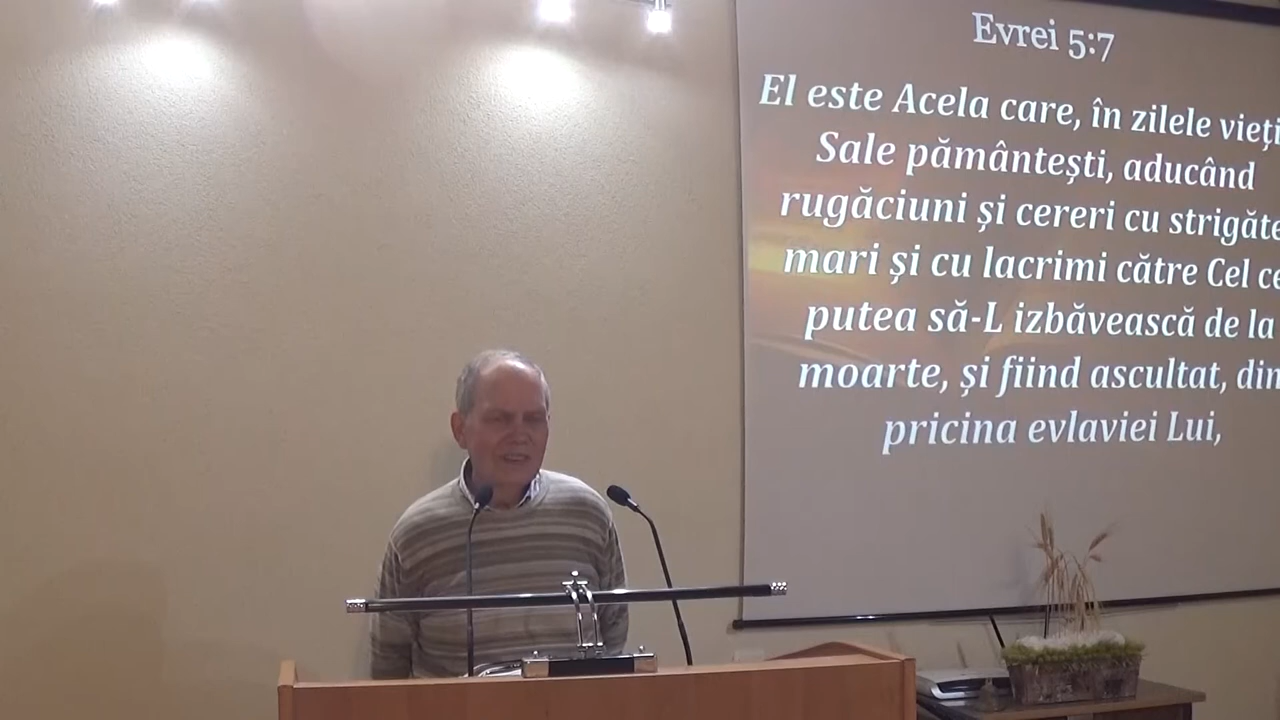 Evrei 5:7
El este Acela care, în zilele vieți
Sale pământești, aducând
rugăciuni și cereri cu strigăte
mari și cu lacrimi către Cel ce
putea să-L izbăvească de la
moarte, și fiind ascultat, din
pricina evlaviei Lui,